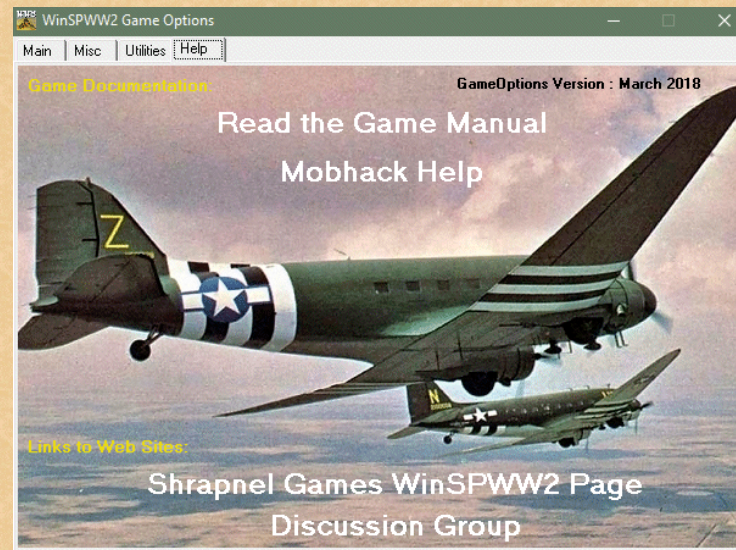 WinSPWW2 Game Options
Main Misc Utilities Help
Game Documentation:
GameOptions Version : March 2018
Read the Game Manual
Mobhack Help
Z
N
Links to Web Sites:
Shrapnel Games WinSPWW2 Page
Discussion Group